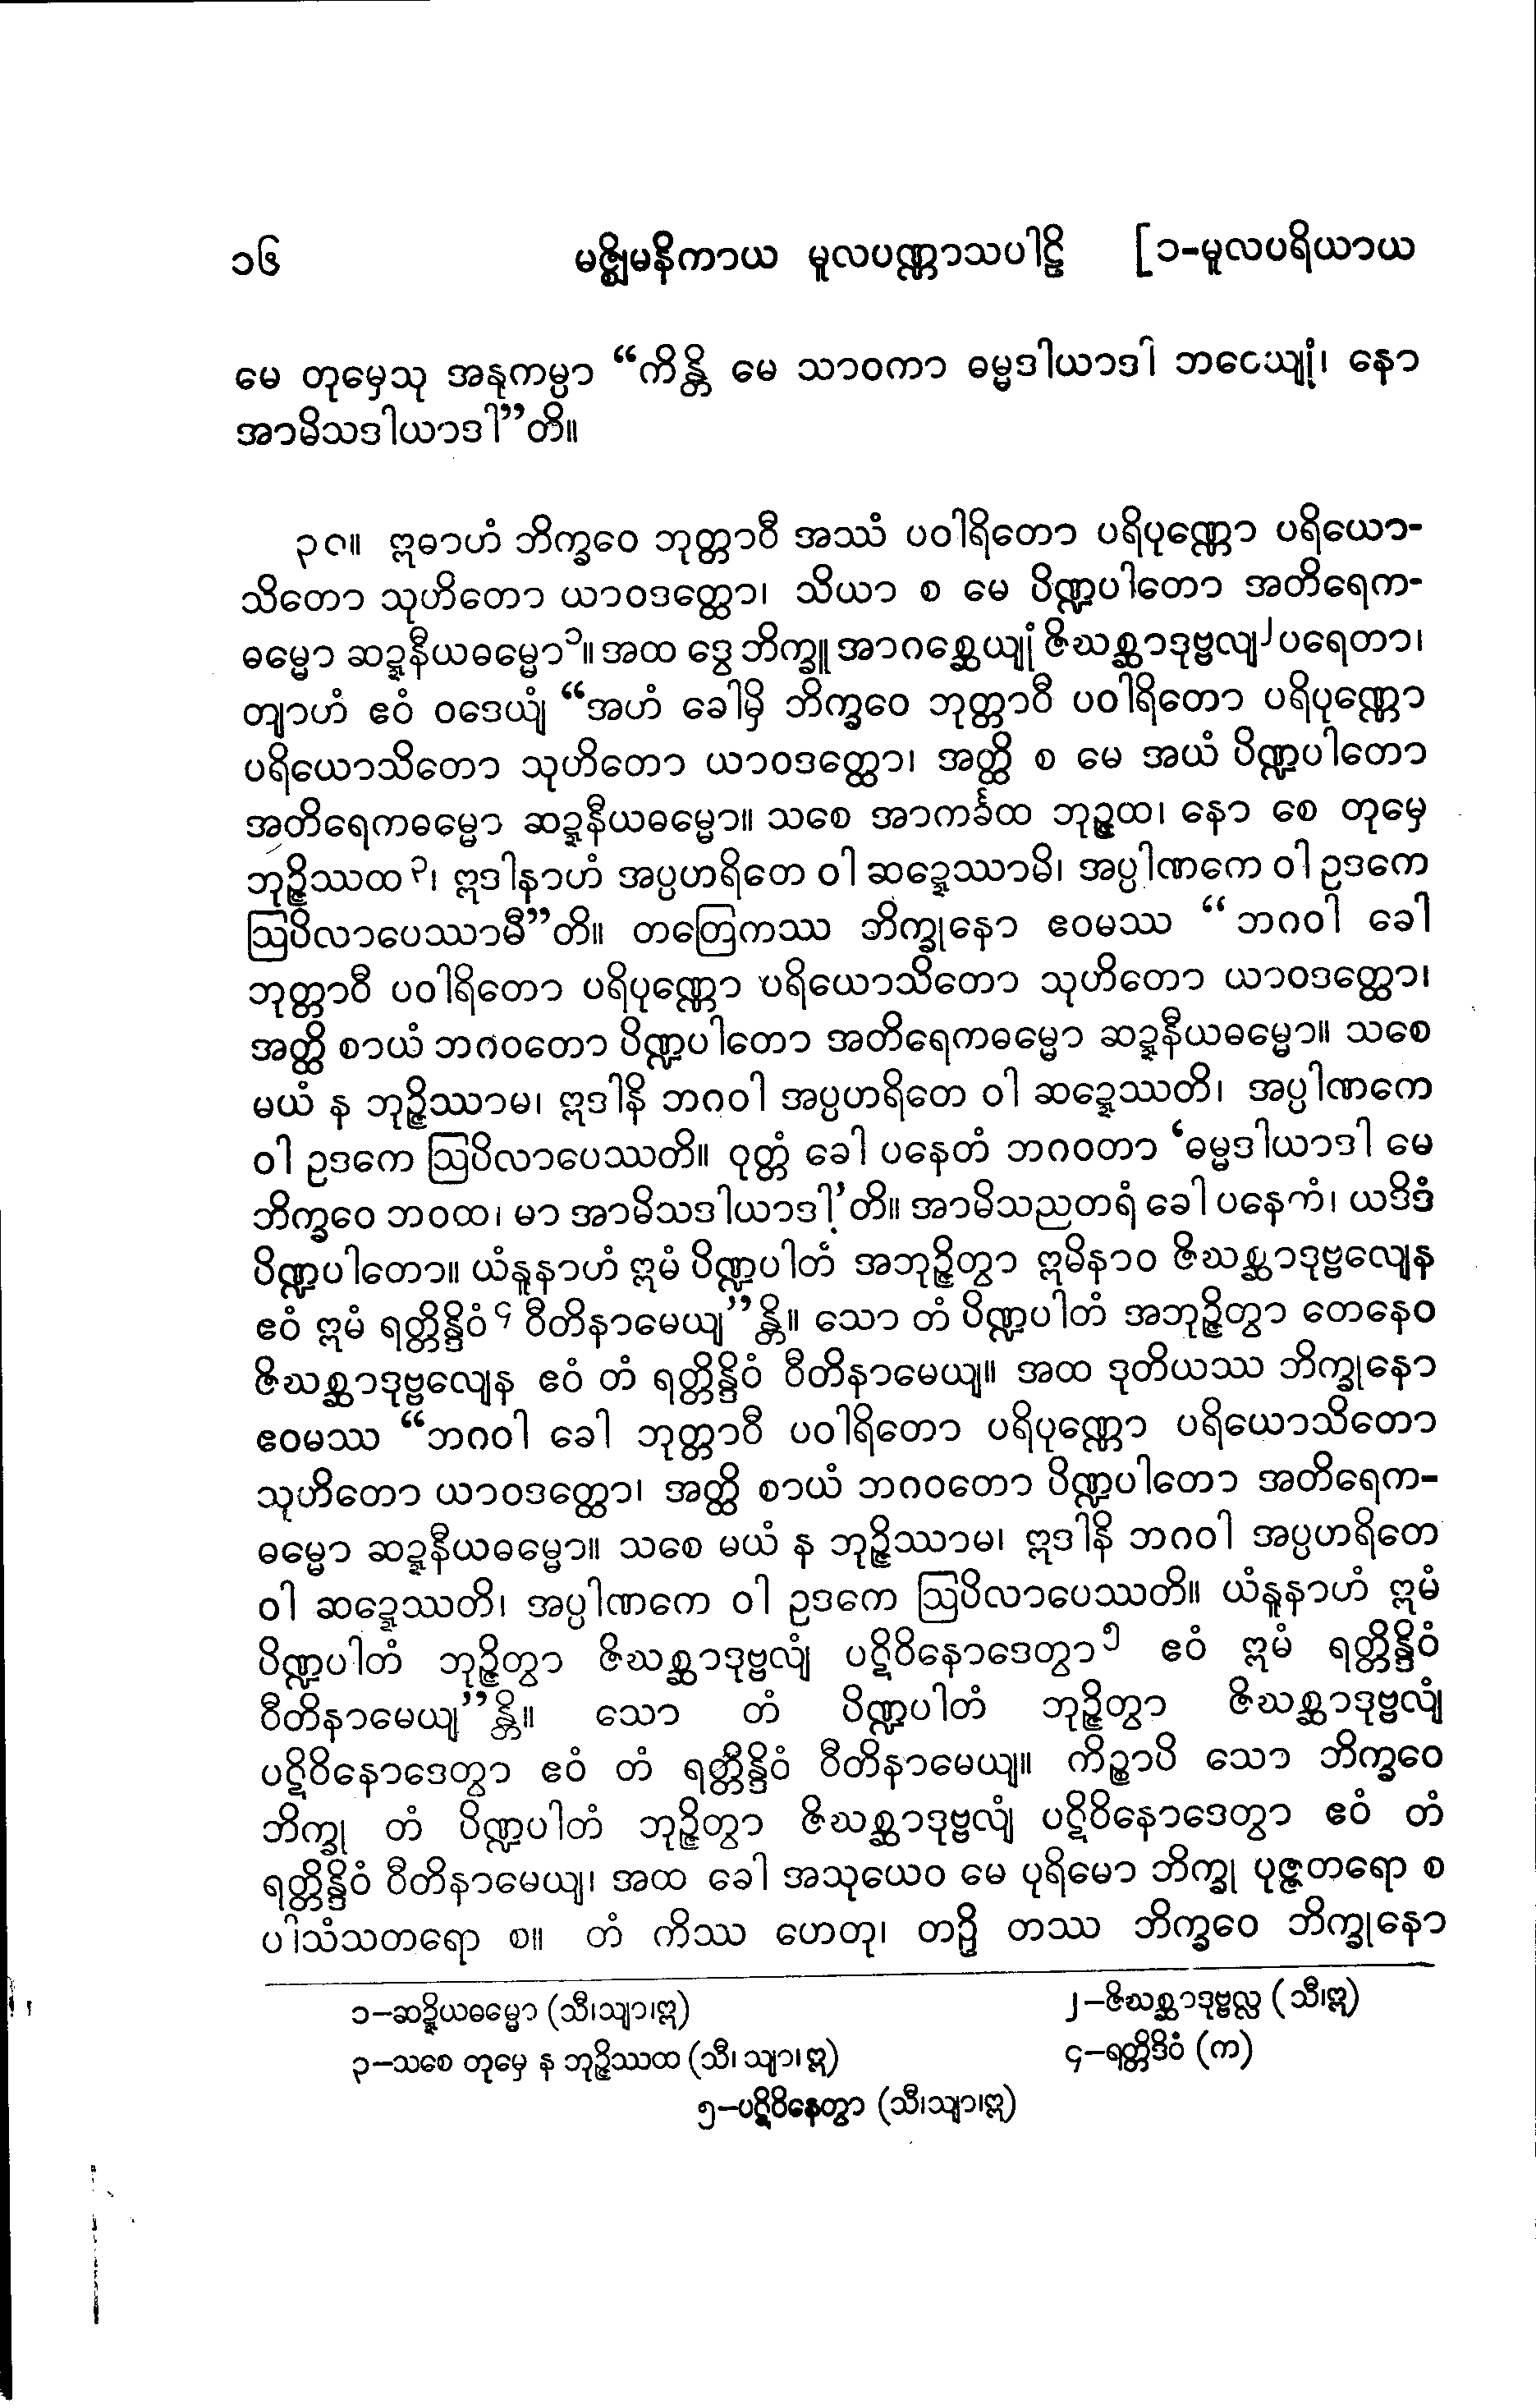 ၁၆ မဇ္ဈိမနိကာယ မူလပဏ္ဏာသပါဠိ [၁-မူလပရိယာယ
မေ တုမှေသု အနုကမ္ပာ “ကိန္တိ မေ သာဝကာ ဓမ္မဒါယာဒါ ဘဝေယျုံ၊ နော
အာမိသဒါယာဒါ”တိ။
၃၀။ ဣဓာဟံ ဘိက္ခဝေ ဘုတ္တာဝီ အဿံ ပဝါရိတော ပရိပုဏ္ဏော ပရိယော-
သိတော သုဟိတော ယာဝဒတ္ထော၊ သိယာ စ မေ ပိဏ္ဍပါတော အတိရေက-
ဓမ္မော ဆဍ္ဍနီယဓမ္မော၁။ အထ ဒွေ ဘိက္ခူ အာဂစ္ဆေယျုံ ဇိဃစ္ဆာဒုဗ္ဗလျ၂ပရေတာ၊
တျာဟံ ဧဝံ ဝဒေယျံ “အဟံ ခေါမှိ ဘိက္ခဝေ ဘုတ္တာဝီ ပဝါရိတော ပရိပုဏ္ဏော
ပရိယောသိတော သုဟိတော ယာဝဒတ္ထော၊ အတ္ထိ စ မေ အယံ ပိဏ္ဍပါတော
အတိရေကဓမ္မော ဆဍ္ဍနီယဓမ္မော။ သစေ အာကင်္ခထ ဘုဉ္ဇထ၊ နော စေ တုမှေ
ဘုဉ္ဇိဿထ၃၊ ဣဒါနာဟံ အပ္ပဟရိတေ ဝါ ဆဍ္ဍေဿာမိ၊ အပ္ပါဏကေ ဝါ ဥဒကေ
ဩပိလာပေဿာမီ”တိ။ တတြေကဿ ဘိက္ခုနော ဧဝမဿ “ဘဂဝါ ခေါ
ဘုတ္တာဝီ ပဝါရိတော ပရိပုဏ္ဏော ပရိယောသိတော သုဟိတော ယာဝဒတ္ထော၊
အတ္ထိ စာယံ ဘဂဝတော ပိဏ္ဍပါတော အတိရေကဓမ္မော ဆဍ္ဍနီယဓမ္မော။ သစေ
မယံ န ဘုဉ္ဇိဿာမ၊ ဣဒါနိ ဘဂဝါ အပ္ပဟရိတေ ဝါ ဆဍ္ဍေဿတိ၊ အပ္ပါဏကေ
ဝါ ဥဒကေ ဩပိလာပေဿတိ။ ဝုတ္တံ ခေါ ပနေတံ ဘဂဝတာ ‘ဓမ္မဒါယာဒါ မေ
ဘိက္ခဝေ ဘဝထ၊ မာ အာမိသဒါယာဒါ’တိ။ အာမိသညတရံ ခေါ ပနေတံ၊ ယဒိဒံ
ပိဏ္ဍပါတော။ ယံနူနာဟံ ဣမံ ပိဏ္ဍပါတံ အဘုဉ္ဇိတွာ ဣမိနာဝ ဇိဃစ္ဆာဒုဗ္ဗလျေန
ဧဝံ ဣမံ ရတ္တိန္ဒိဝံ၄ ဝီတိနာမေယျ”န္တိ။ သော တံ ပိဏ္ဍပါတံ အဘုဉ္ဇိတွာ တေနေဝ
ဇိဃစ္ဆာဒုဗ္ဗလျေန ဧဝံ တံ ရတ္တိန္ဒိဝံ ဝီတိနာမေယျ။ အထ ဒုတိယဿ ဘိက္ခုနော
ဧဝမဿ “ဘဂဝါ ခေါ ဘုတ္တာဝီ ပဝါရိတော ပရိပုဏ္ဏော ပရိယောသိတော
သုဟိတော ယာဝဒတ္ထော၊ အတ္ထိ စာယံ ဘဂဝတော ပိဏ္ဍပါတော အတိရေက-
ဓမ္မော ဆဍ္ဍနီယဓမ္မော။ သစေ မယံ န ဘုဉ္ဇိဿာမ၊ ဣဒါနိ ဘဂဝါ အပ္ပဟရိတေ
ဝါ ဆဍ္ဍေဿတိ၊ အပ္ပါဏကေ ဝါ ဥဒကေ ဩပိလာပေဿတိ။ ယံနူနာဟံ ဣမံ
ပိဏ္ဍပါတံ ဘုဉ္ဇိတွာ ဇိဃစ္ဆာဒုဗ္ဗလျံ ပဋိဝိနောဒေတွာ၅ ဧဝံ ဣမံ ရတ္တိန္ဒိဝံ
ဝီတိနာမေယျ”န္တိ။ သော တံ ပိဏ္ဍပါတံ ဘုဉ္ဇိတွာ ဇိဃစ္ဆာဒုဗ္ဗလျံ
ပဋိဝိနောဒေတွာ ဧဝံ တံ ရတ္တိန္ဒိဝံ ဝီတိနာမေယျ။ ကိဉ္စာပိ သော ဘိက္ခဝေ
ဘိက္ခု တံ ပိဏ္ဍပါတံ ဘုဉ္ဇိတွာ ဇိဃစ္ဆာဒုဗ္ဗလျံ ပဋိဝိနောဒေတွာ ဧဝံ တံ
ရတ္တိန္ဒိဝံ ဝီတိနာမေယျ၊ အထ ခေါ အသုယေဝ မေ ပုရိမော ဘိက္ခု ပုဇ္ဇတရော စ
ပါသံသတရော စ။ တံ ကိဿ ဟေတု၊ တဉှိ တဿ ဘိက္ခဝေ ဘိက္ခုနော
၁-ဆဍ္ဍိယဓမ္မော (သီ၊သျာ၊ဣ) ၂-ဇိဃစ္ဆာဒုဗ္ဗလ္လ (သီ၊ဣ)
၃-သစေ တုမှေ န ဘုဉ္ဇိဿထ (သီ၊ သျာ၊ ဣ) ၄-ရတ္တိဒိဝံ (က)
၅-ပဋိဝိနေတွာ (သီ၊သျာ၊ဣ)